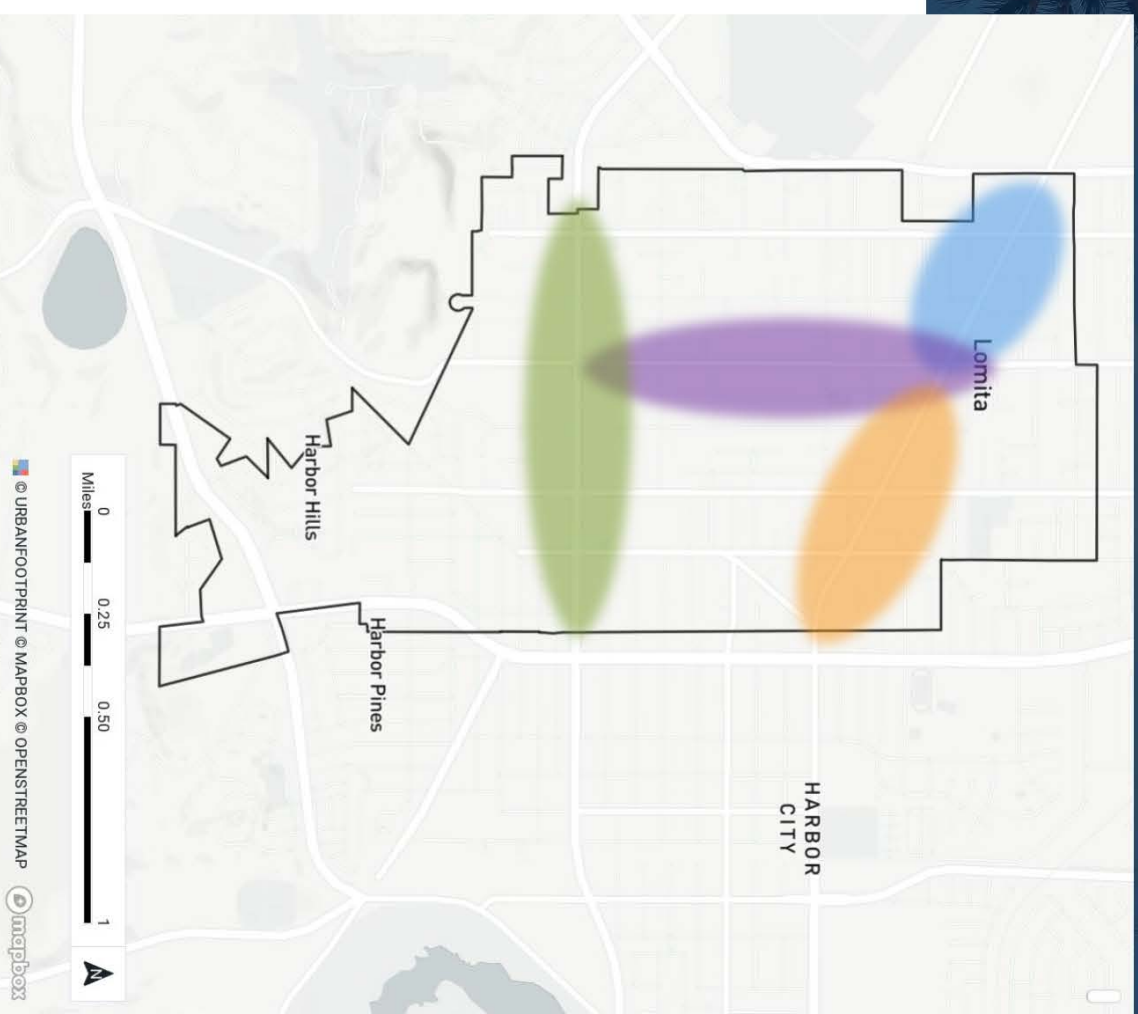 Lomita
HARBOR
CITY
Harbor Pines
Harbor Hills
Miles 0 0.25 0.50 1
N
© URBANFOOTPRINT © MAPBOX © OPENSTREETMAP
mapbox